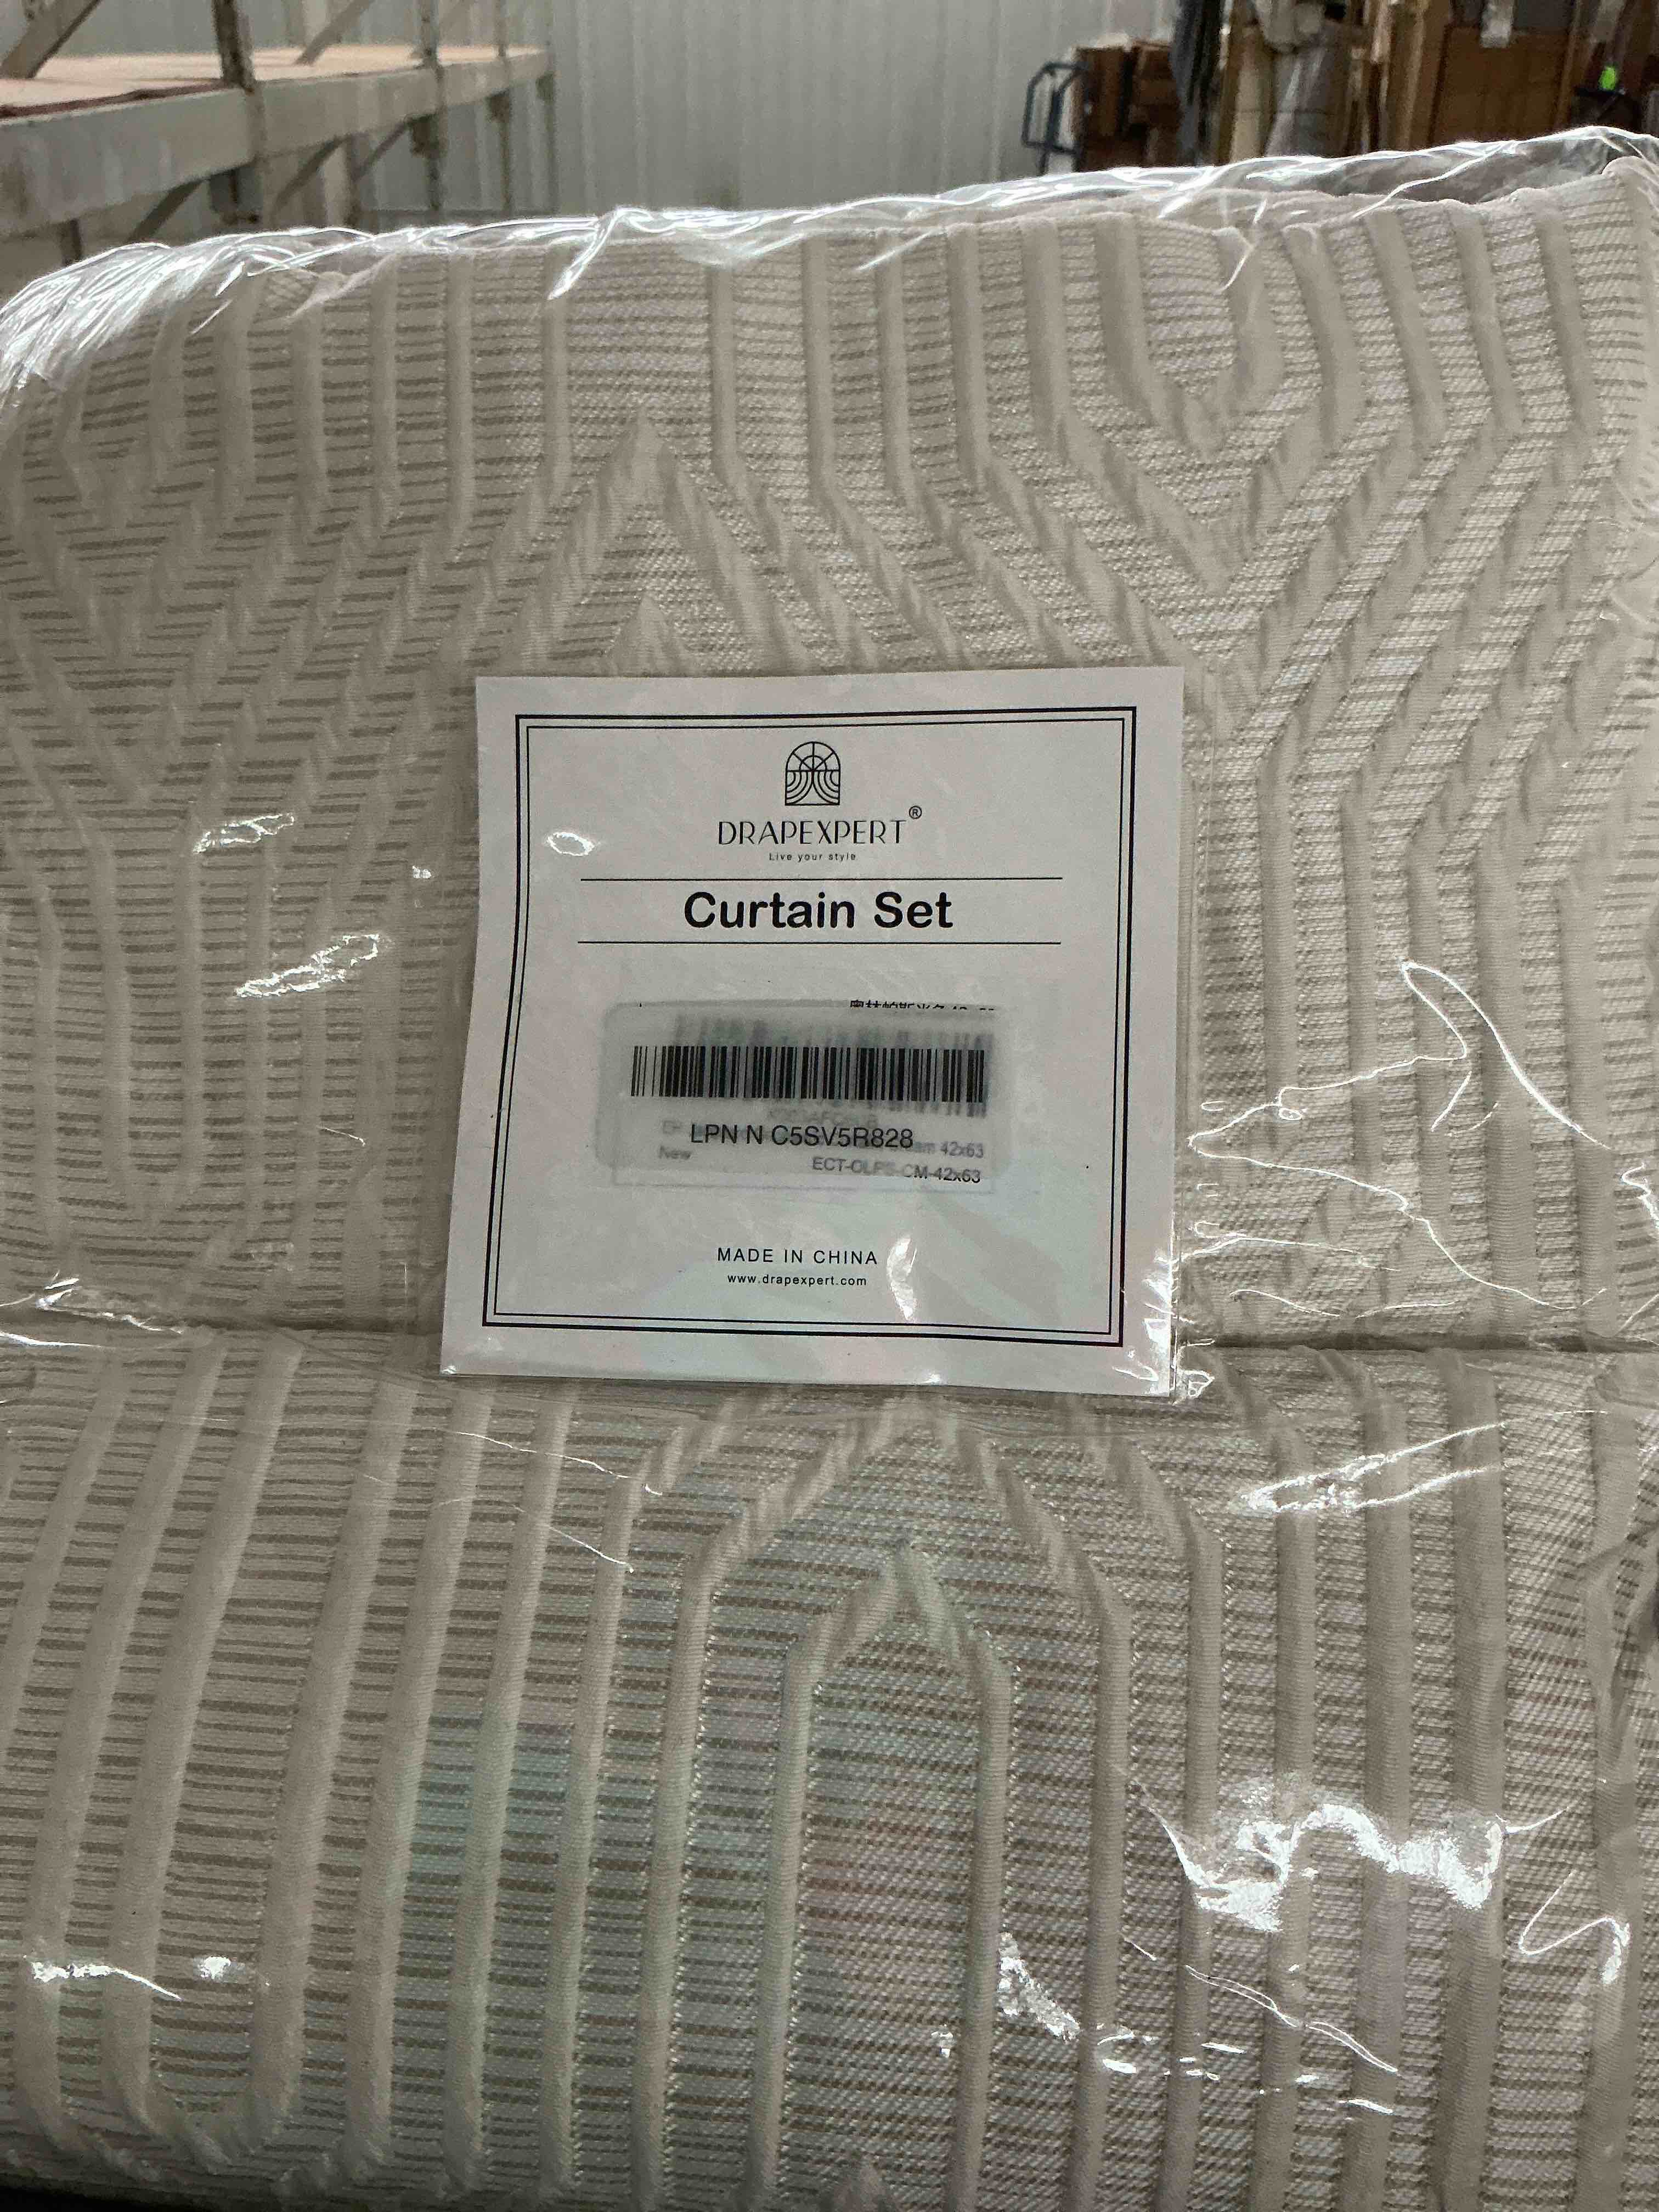 DRAPEXPERT®
Live your style
Curtain Set
42x63
LPN N C5SV5R828
42x63
New
ECT-OLPS-CM-42x63
MADE IN CHINA
www.drapexpert.com